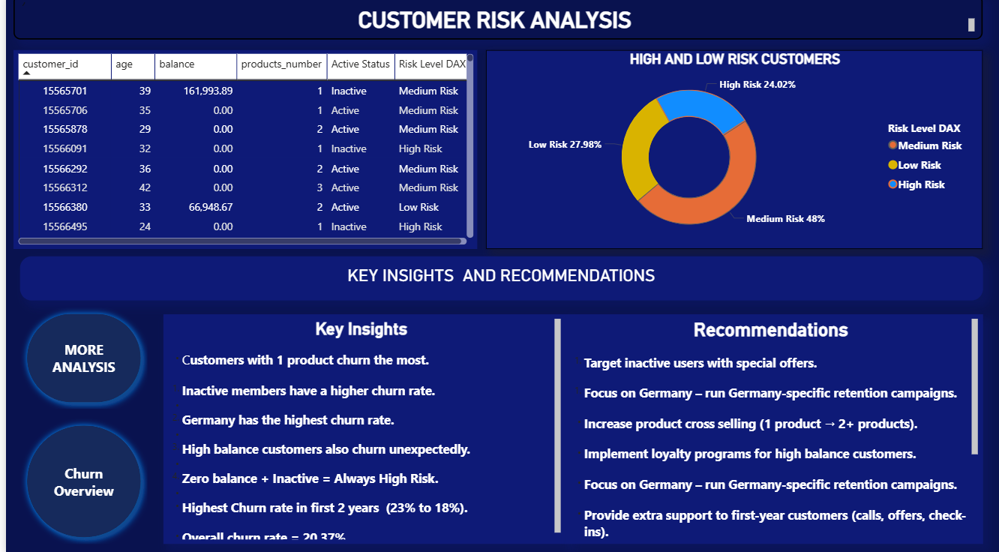 CUSTOMER RISK ANALYSIS
customer_id age balance products_number Active Status Risk Level DAX
15565701 39 161,993.89 1 Inactive Medium Risk
15565706 35 0.00 1 Active Medium Risk
15565878 29 0.00 2 Active Medium Risk
15566091 32 0.00 1 Inactive High Risk
15566292 36 0.00 2 Active Medium Risk
15566312 42 0.00 3 Active Medium Risk
15566380 33 66,948.67 2 Active Low Risk
15566495 24 0.00 1 Inactive High Risk
HIGH AND LOW RISK CUSTOMERS
High Risk 24.02%
Low Risk 27.98%
Medium Risk 48%
Risk Level DAX
Medium Risk
Low Risk
High Risk
KEY INSIGHTS AND RECOMMENDATIONS
MORE
ANALYSIS
Churn
Overview
Key Insights
Customers with 1 product churn the most.
Inactive members have a higher churn rate.
Germany has the highest churn rate.
High balance customers also churn unexpectedly.
Zero balance + Inactive = Always High Risk.
Highest Churn rate in first 2 years (23% to 18%).
Overall churn rate = 20.37%
Recommendations
Target inactive users with special offers.
Focus on Germany – run Germany-specific retention campaigns.
Increase product cross selling (1 product → 2+ products).
Implement loyalty programs for high balance customers.
Focus on Germany – run Germany-specific retention campaigns.
Provide extra support to first-year customers (calls, offers, check-
ins).